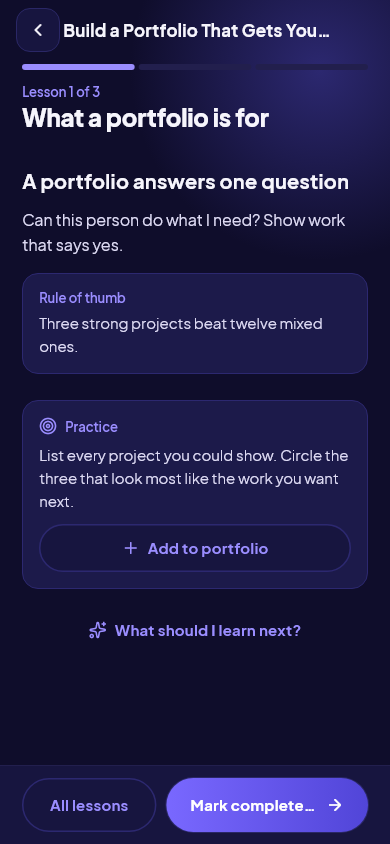 Build a Portfolio That Gets You…
Lesson 1 of 3
What a portfolio is for
A portfolio answers one question
Can this person do what I need? Show work
that says yes.
Rule of thumb
Three strong projects beat twelve mixed
ones.
Practice
List every project you could show. Circle the
three that look most like the work you want
next.
Add to portfolio
What should I learn next?
All lessons
Mark complete…